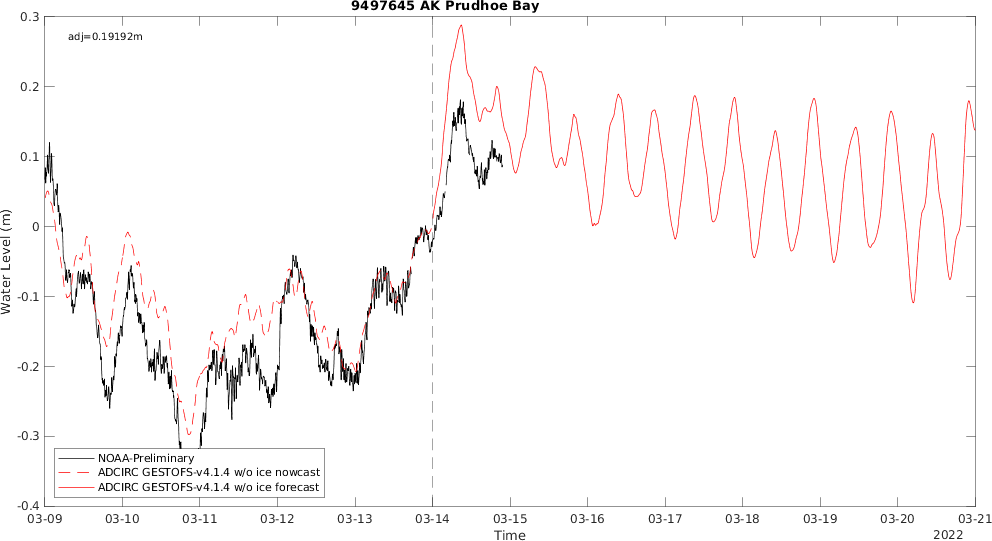 9497645 AK Prudhoe Bay
adj=0.19192m
0.3
0.2
0.1
0
-0.1
-0.2
-0.3
-0.4
Water Level (m)
NOAA-Preliminary
ADCIRC GESTOFS-v4.1.4 w/o ice nowcast
ADCIRC GESTOFS-v4.1.4 w/o ice forecast
03-09 03-10 03-11 03-12 03-13 03-14 03-15 03-16 03-17 03-18 03-19 03-20 03-21
Time
2022